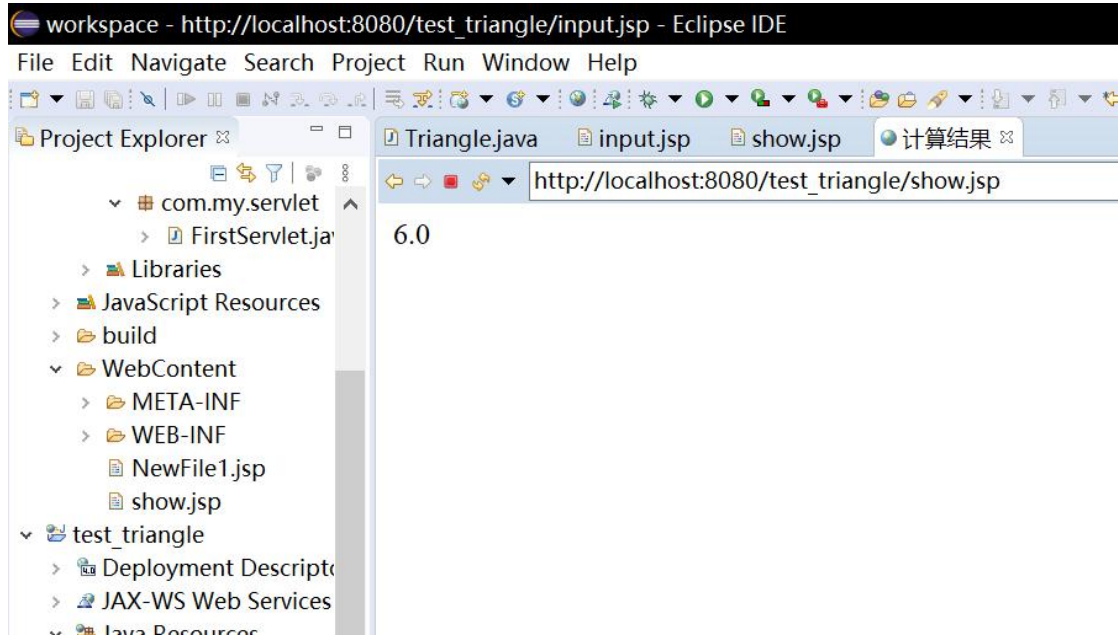 workspace - http://localhost:8080/test_triangle/input.jsp - Eclipse IDE
File Edit Navigate Search Project Run Window Help
Project Explorer
Triangle.java input.jsp show.jsp 计算结果
http://localhost:8080/test_triangle/show.jsp
6.0
com.my.servlet
FirstServlet.jav
Libraries
JavaScript Resources
build
WebContent
META-INF
WEB-INF
NewFile1.jsp
show.jsp
test_triangle
Deployment Descripto
JAX-WS Web Services
Java Resources